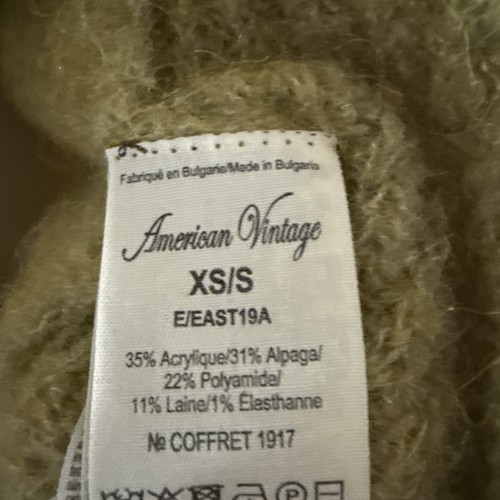 Fabriqué en Bulgarie/Made in Bulgaria
American Vintage
XS/S
E/EAST19A
35% Acrylique/31% Alpaga/
22% Polyamide/
11% Laine/1% Élesthanne
№ COFFRET 1917
P